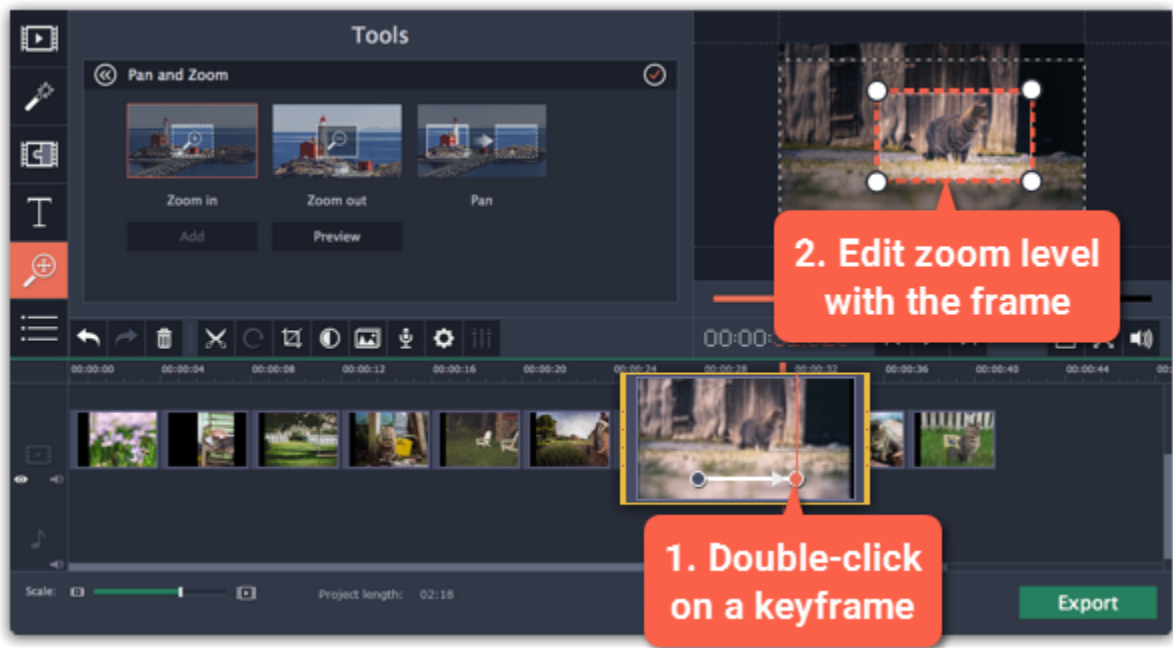 Tools
Pan and Zoom
Zoom in
Zoom out
Pan
Add
Preview
2. Edit zoom level
with the frame
00:00:
00:00:00
00:00:04
00:00:08
00:00:12
00:00:16
00:00:20
00:00:24
00:00:28
00:00:32
00:00:36
00:00:40
00:00:44
00:
1. Double-click
on a keyframe
Scale:
Project length: 02:18
Export